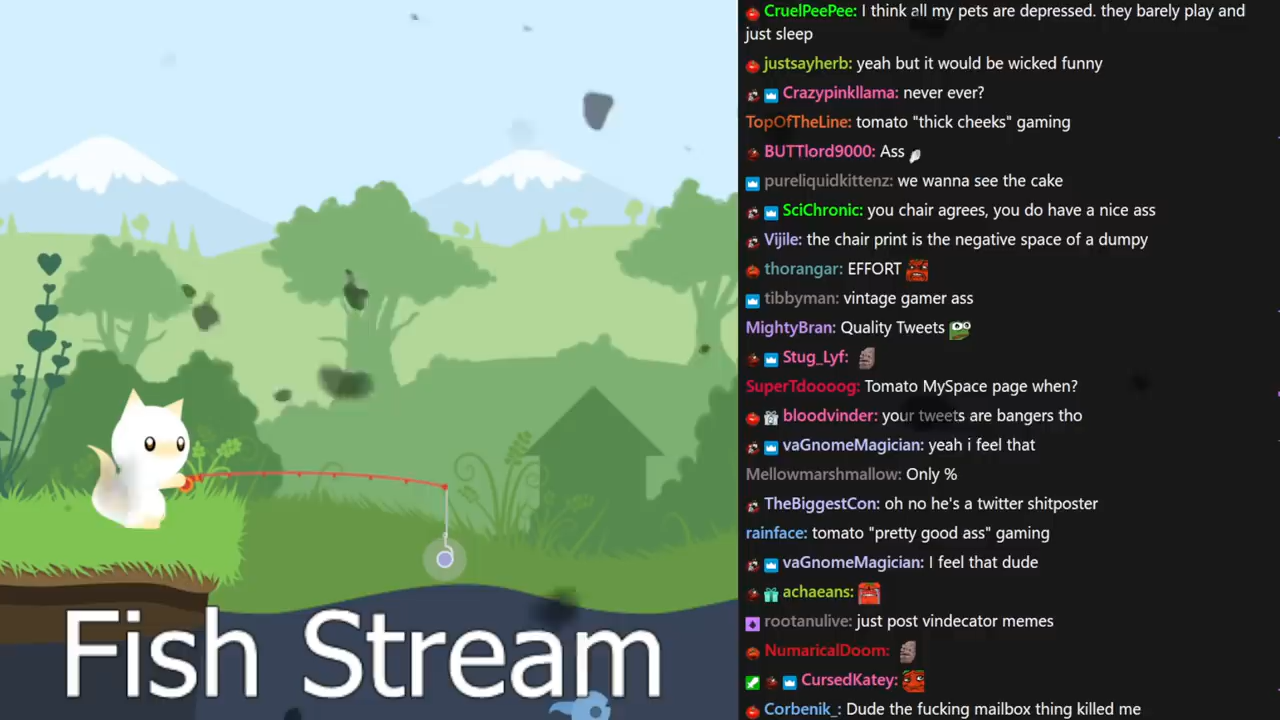 CruelPeePee: I think all my pets are depressed. they barely play and
just sleep
justsayherb: yeah but it would be wicked funny
Crazypinkllama: never ever?
TopOfTheLine: tomato "thick cheeks" gaming
BUTTlord9000: Ass
pureliquidkittenz: we wanna see the cake
SciChronic: you chair agrees, you do have a nice ass
Vijile: the chair print is the negative space of a dumpy
thorangar: EFFORT
tibbyman: vintage gamer ass
MightyBran: Quality Tweets
Stug_Lyf:
SuperTdoooog: Tomato MySpace page when?
bloodvinder: your tweets are bangers tho
vaGnomeMagician: yeah i feel that
Mellowmarshmallow: Only %
TheBiggestCon: oh no he's a twitter shitposter
rainface: tomato "pretty good ass" gaming
vaGnomeMagician: I feel that dude
achaeans:
rootanulive: just post vindecator memes
NumaricalDoom:
CursedKatey:
Corbenik_: Dude the fucking mailbox thing killed me
Fish Stream